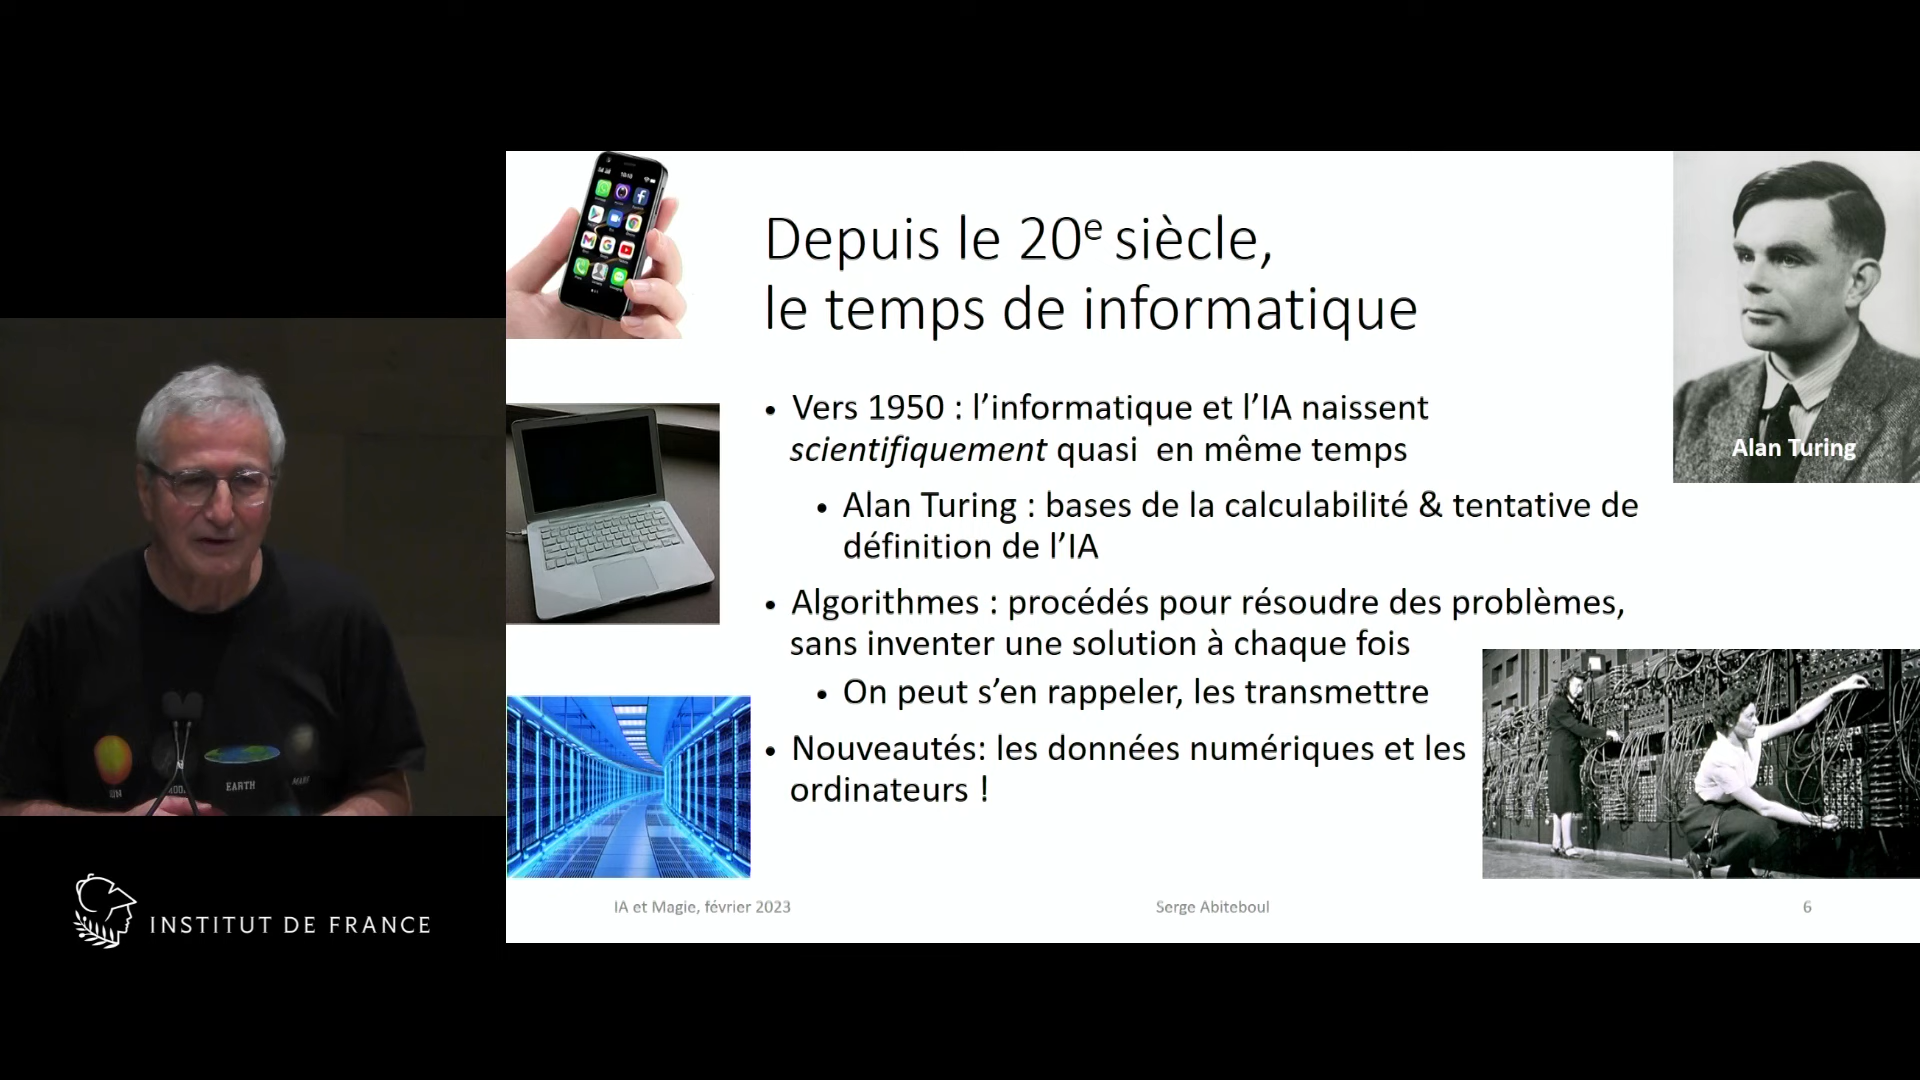 Depuis le 20e siècle,
le temps de informatique
Alan Turing
• Vers 1950 : l'informatique et l'IA naissent
scientifiquement quasi en même temps
• Alan Turing : bases de la calculabilité & tentative de
définition de l'IA
• Algorithmes : procédés pour résoudre des problèmes,
sans inventer une solution à chaque fois
• On peut s'en rappeler, les transmettre
• Nouveautés: les données numériques et les
ordinateurs !
EARTH
INSTITUT DE FRANCE
IA et Magie, février 2023
Serge Abiteboul
6